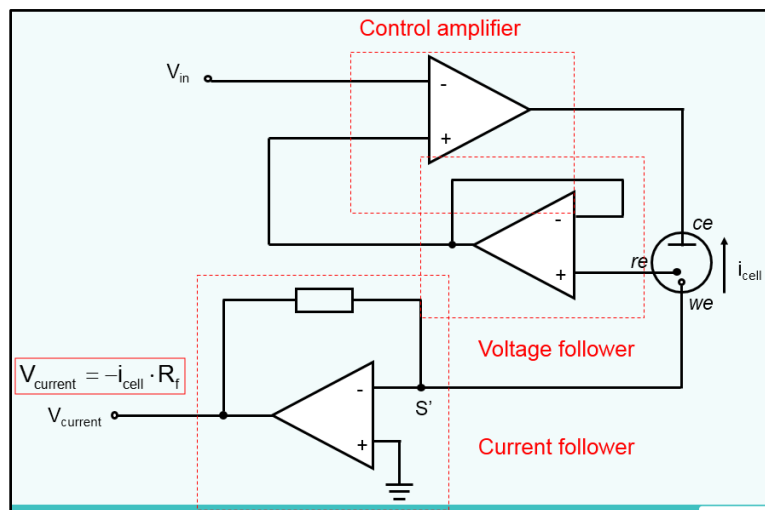 Control amplifier
Vin
-
+
-
+
ce
re
we
icell
Voltage follower
Vcurrent = –icell · Rf
-
+
S'
Vcurrent
Current follower